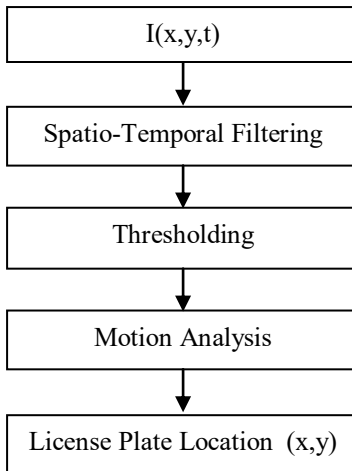 I(x,y,t)
Spatio-Temporal Filtering
Thresholding
Motion Analysis
License Plate Location (x,y)